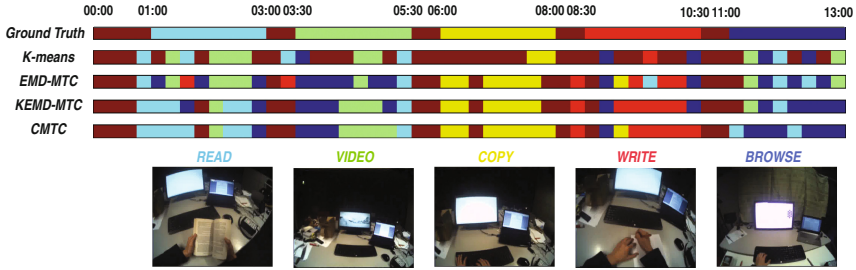 00:00 01:00 03:00 03:30 05:30 06:00 08:00 08:30 10:30 11:00 13:00
Ground Truth
K-means
EMD-MTC
KEMD-MTC
CMTC
READ VIDEO COPY WRITE BROWSE